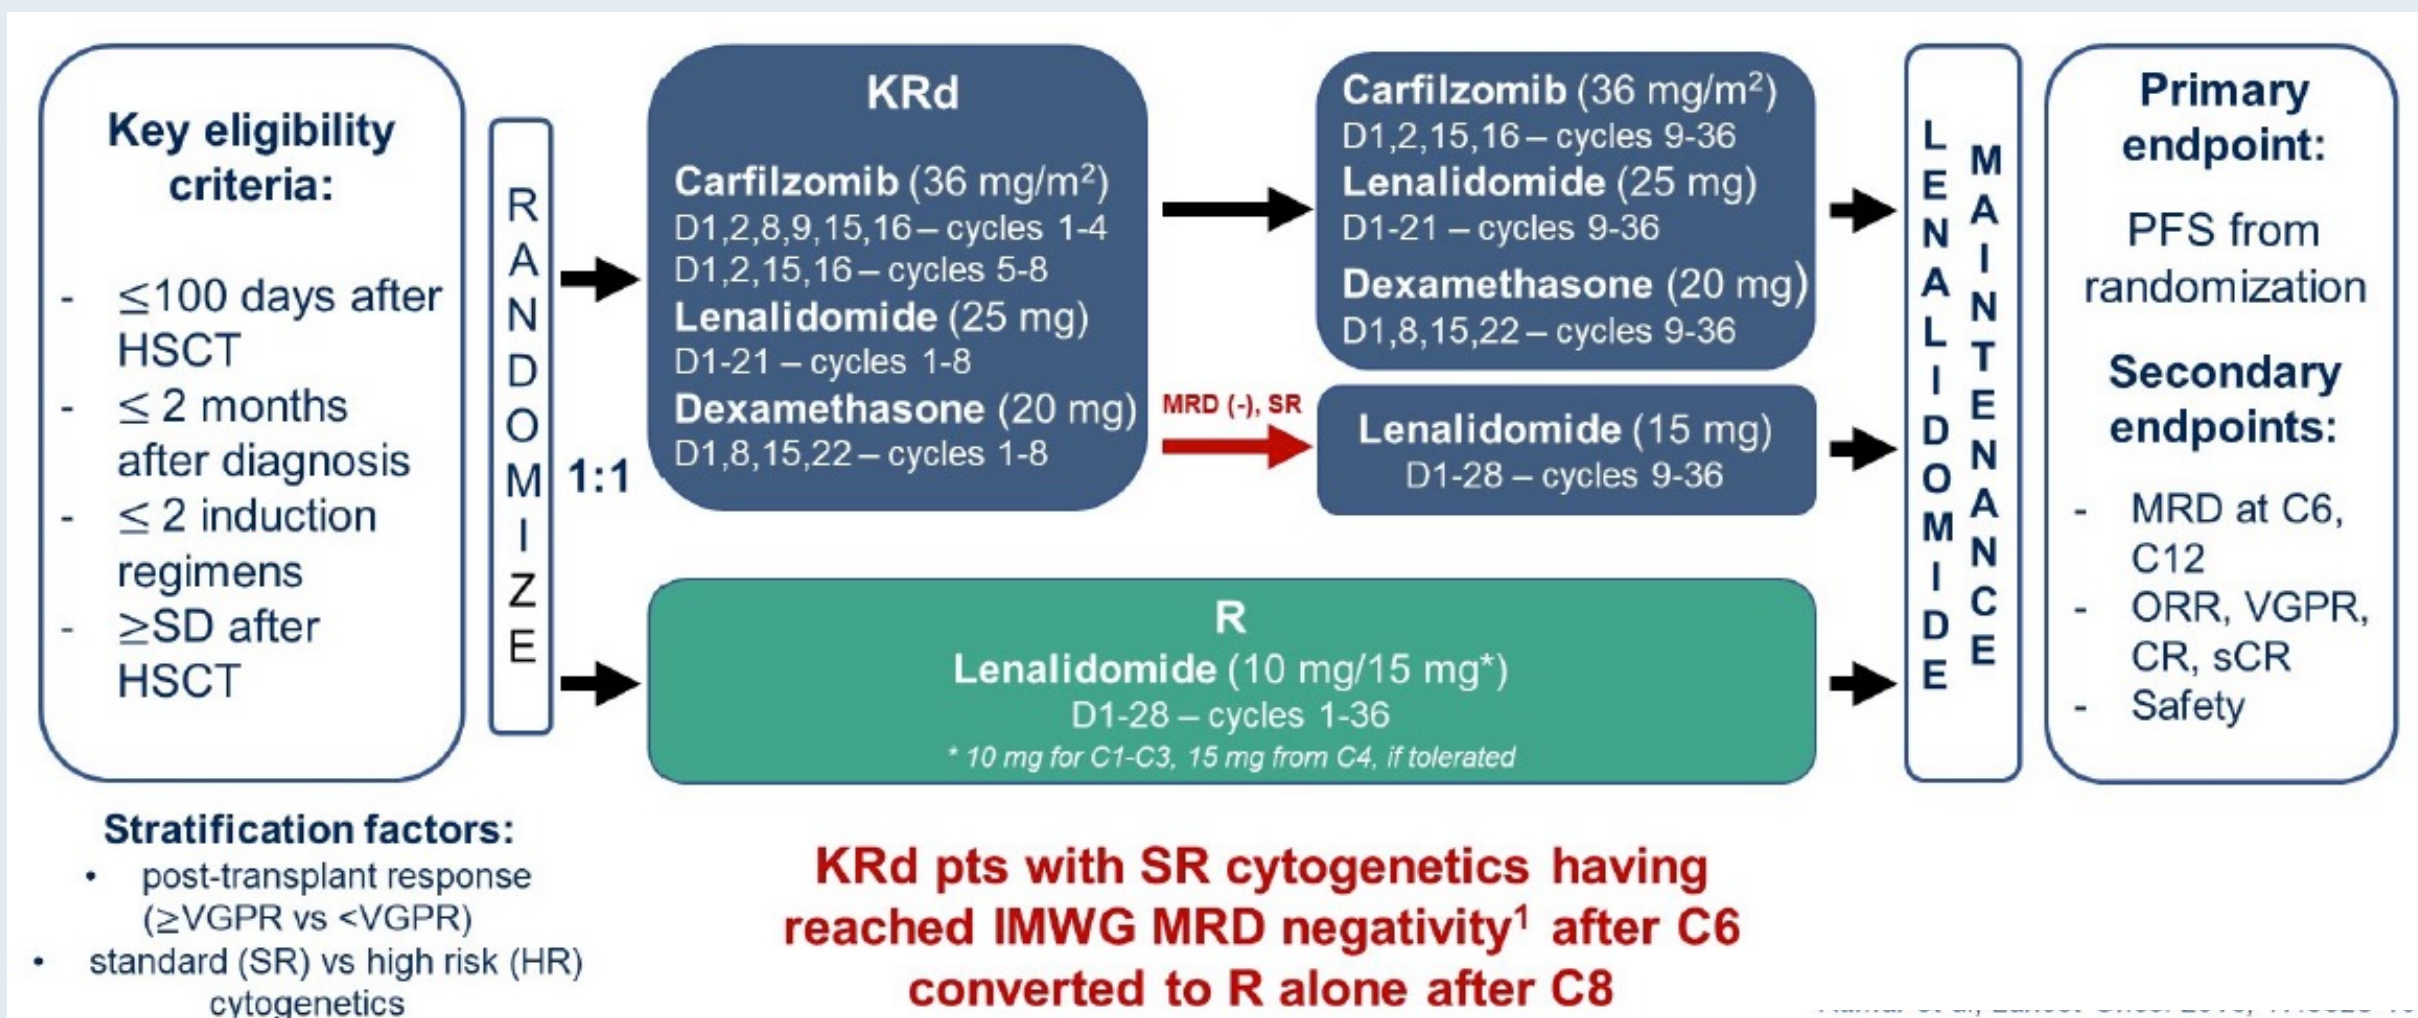 Key eligibility
criteria:
- ≤100 days after
HSCT
- ≤ 2 months
after diagnosis
- ≤ 2 induction
regimens
- ≥SD after
HSCT
RANDOMIZE
1:1
KRd
Carfilzomib (36 mg/m²)
D1,2,8,9,15,16 – cycles 1-4
D1,2,15,16 – cycles 5-8
Lenalidomide (25 mg)
D1-21 – cycles 1-8
Dexamethasone (20 mg)
D1,8,15,22 – cycles 1-8
Carfilzomib (36 mg/m²)
D1,2,15,16 – cycles 9-36
Lenalidomide (25 mg)
D1-21 – cycles 9-36
Dexamethasone (20 mg)
D1,8,15,22 – cycles 9-36
MRD (-), SR
Lenalidomide (15 mg)
D1-28 – cycles 9-36
R
Lenalidomide (10 mg/15 mg*)
D1-28 – cycles 1-36
* 10 mg for C1-C3, 15 mg from C4, if tolerated
LENALIDOMIDE
MAINTENANCE
Primary
endpoint:
PFS from
randomization
Secondary
endpoints:
- MRD at C6,
C12
- ORR, VGPR,
CR, sCR
- Safety
Stratification factors:
• post-transplant response
(≥VGPR vs <VGPR)
• standard (SR) vs high risk (HR)
cytogenetics
KRd pts with SR cytogenetics having
reached IMWG MRD negativity¹ after C6
converted to R alone after C8